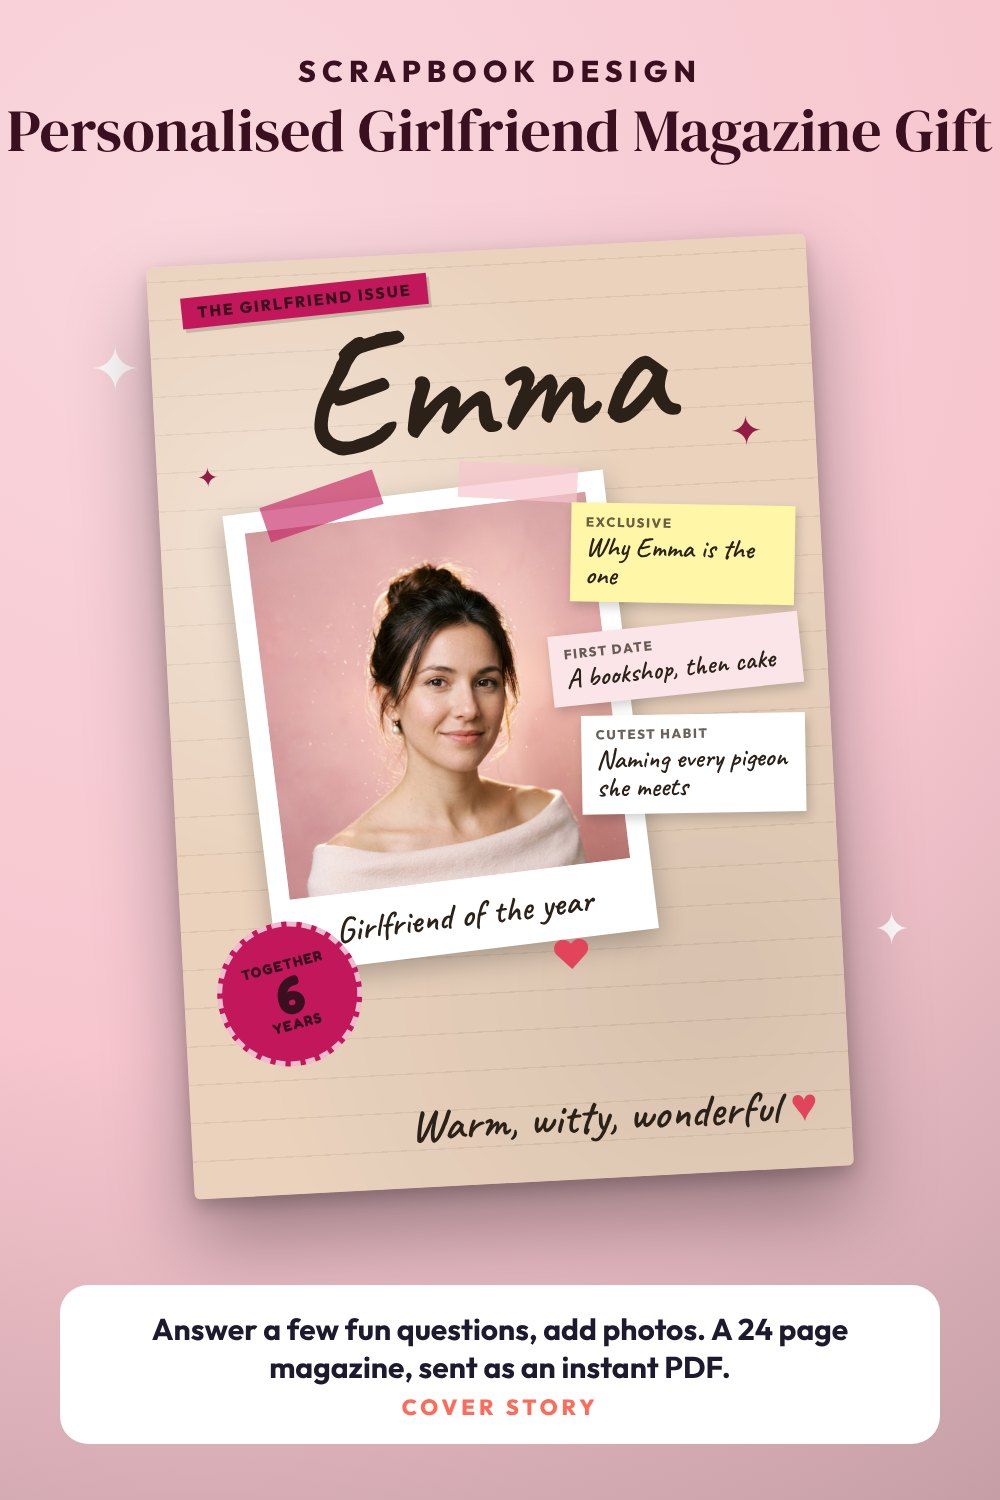 SCRAPBOOK DESIGN
Personalised Girlfriend Magazine Gift
THE GIRLFRIEND ISSUE
Emma
EXCLUSIVE
Why Emma is the
one
FIRST DATE
A bookshop, then cake
CUTEST HABIT
Naming every pigeon
she meets
Girlfriend of the year
TOGETHER
6
YEARS
Warm, witty, wonderful
Answer a few fun questions, add photos. A 24 page
magazine, sent as an instant PDF.
COVER STORY